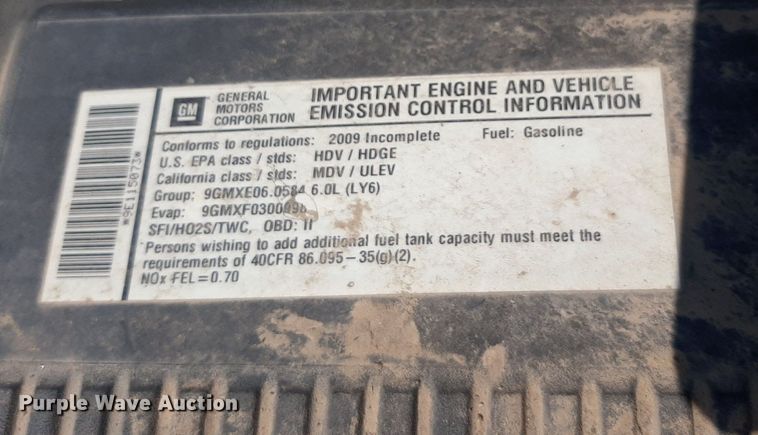 GM
GENERAL
MOTORS
CORPORATION
IMPORTANT ENGINE AND VEHICLE
EMISSION CONTROL INFORMATION
Conforms to regulations: 2009 Incomplete Fuel: Gasoline
U.S. EPA class / stds: HDV / HDGE
California class / stds: MDV / ULEV
Group: 9GMXE06.0584 6.0L (LY6)
Evap:
SFI/HO2S/TWC, OBD: II
Persons wishing to add additional fuel tank capacity must meet the
requirements of 40CFR 86.095-35(g)(2).
NOx FEL=0.70
*9E115073*
Purple Wave Auction